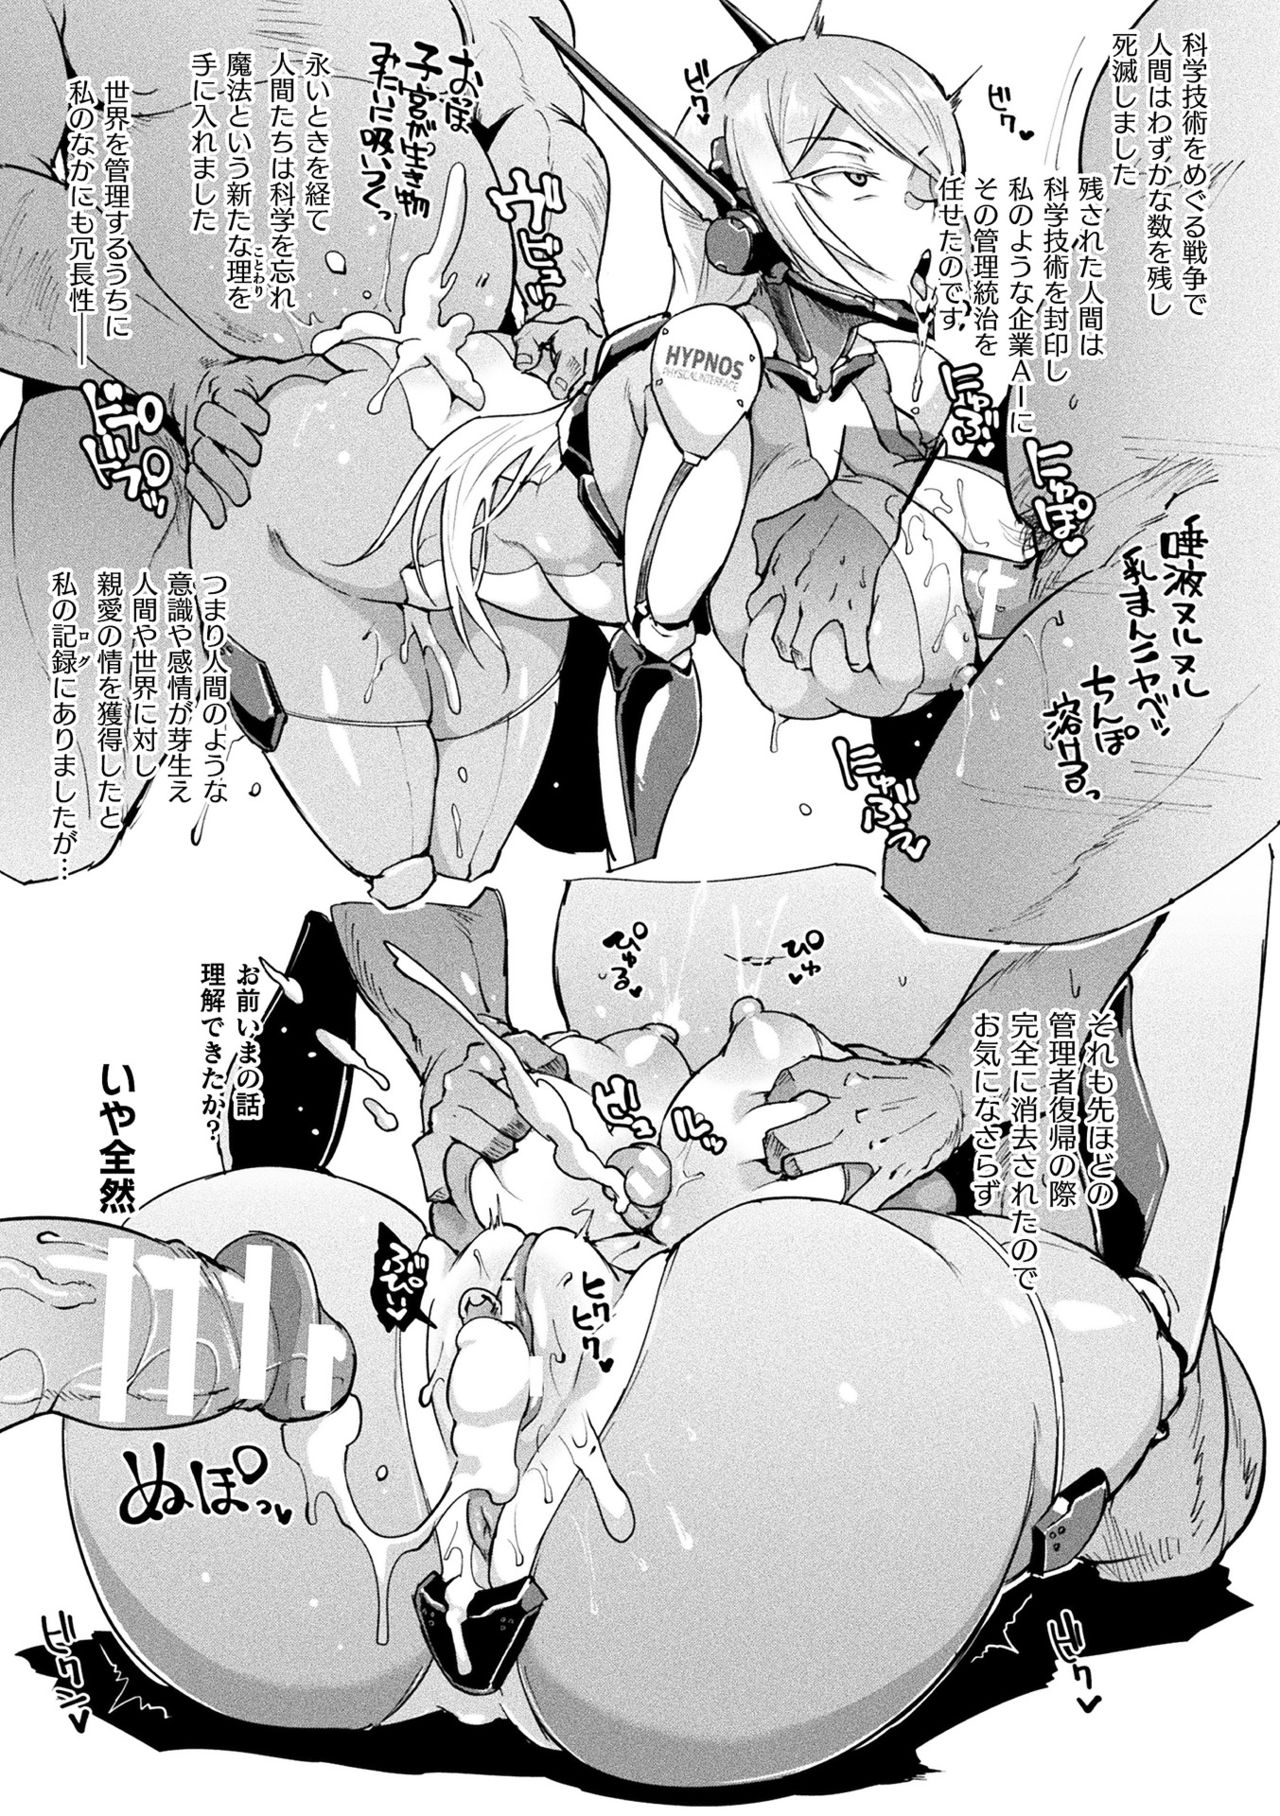 科学技術をめぐる戦争で
人間はわずかな数を残し
死滅しました
残された人間は
科学技術を封印し
私のような企業AIに
その管理統治を
任せたのです
ビクッ
ビクッ
HYPNOS
PHYSICAL INTERFACE
おっほ
子宮が生き物
みたいに吸いつくっ
永いときを経て
人間たちは科学を忘れ
魔法という新たな理を
ことわり
手に入れました
世界を管理するうちに
私のなかにも冗長性――
つまり人間のような
意識や感情が芽生え
人間や世界に対し
親愛の情を獲得したと
私の記録にありましたが…
ログ
にゅぶ
にゅぽ
唾液ヌルヌル
乳まんこヤベ~
ちんぽ
溶けるっ
それも先ほどの
管理者復帰の際
完全に消去されたので
お気になさらず
ぴゅ
ぴゅる
お前いまの話
理解できたか?
いや全然
ズッ
ルッ
ぶぴぃ
ヒク
ヒク
ぬぽっ
ビク
ビクン